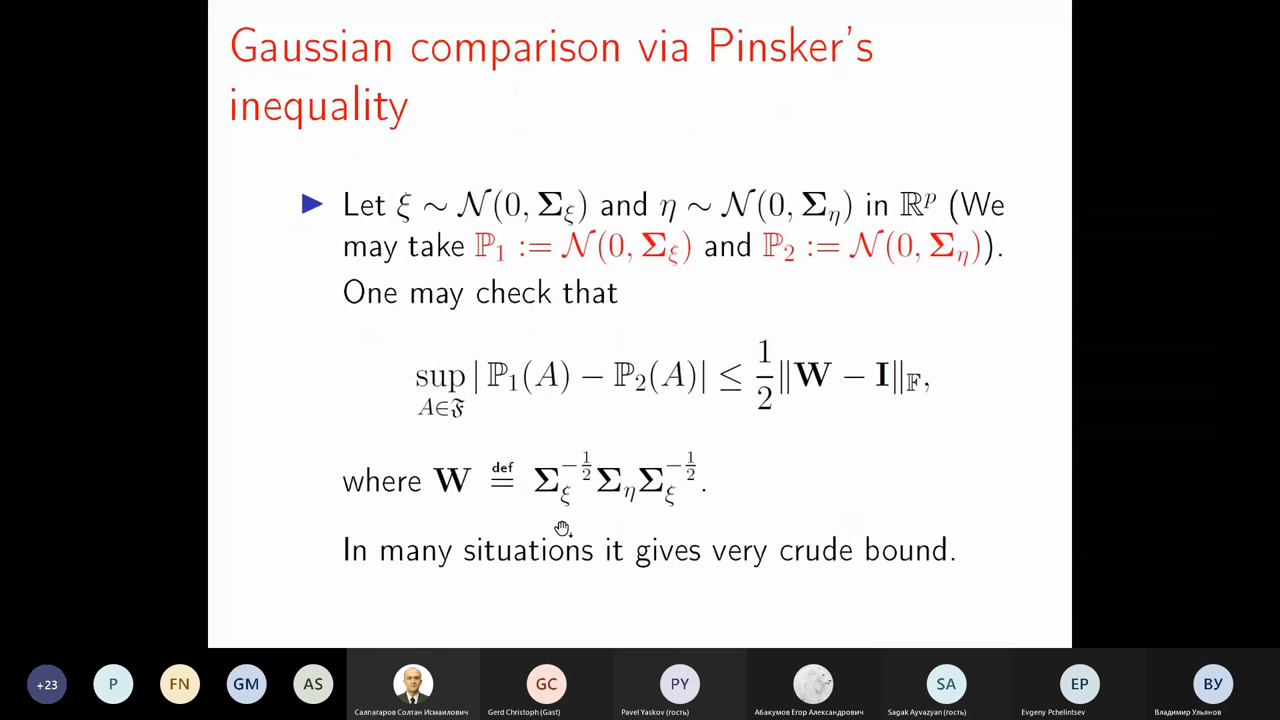 Gaussian comparison via Pinsker's
inequality
Let ξ ∼ 𝒩(0, Σ_ξ) and η ∼ 𝒩(0, Σ_η) in ℝ^p (We
may take ℙ₁ := 𝒩(0, Σ_ξ) and ℙ₂ := 𝒩(0, Σ_η)).
One may check that
sup_{A∈𝔉} | ℙ₁(A) − ℙ₂(A)| ≤ 1/2 ‖W − I‖_𝔽,
where W def= Σ_ξ^{−1/2} Σ_η Σ_ξ^{−1/2}.
In many situations it gives very crude bound.
+23 P FN GM AS GC PY SA EP ВУ
Салпагаров Солтан Исмаилович Gerd Christoph (Gast) Pavel Yaskov (гость) Абакумов Егор Александрович Sagak Ayvazyan (гость) Evgeny Pchelintsev Владимир Ульянов